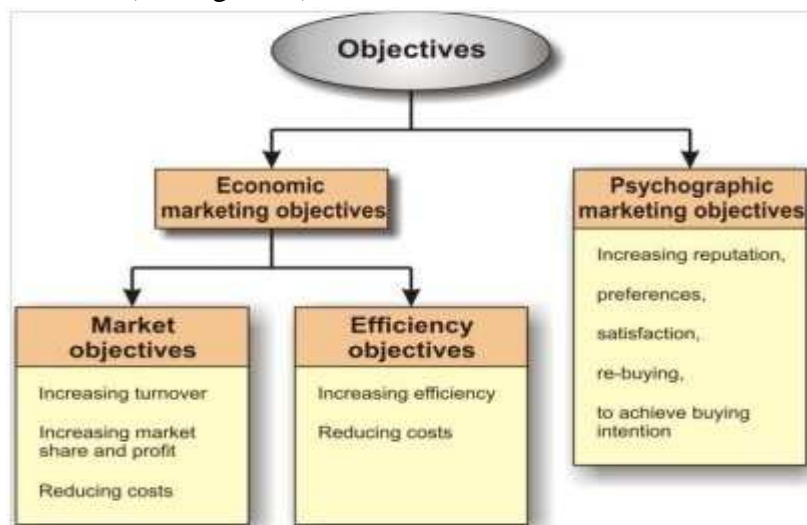 Objectives
Economic
marketing objectives
Psychographic
marketing objectives
Increasing reputation,
preferences,
satisfaction,
re-buying,
to achieve buying
intention
Market
objectives
Increasing turnover
Increasing market
share and profit
Reducing costs
Efficiency
objectives
Increasing efficiency
Reducing costs